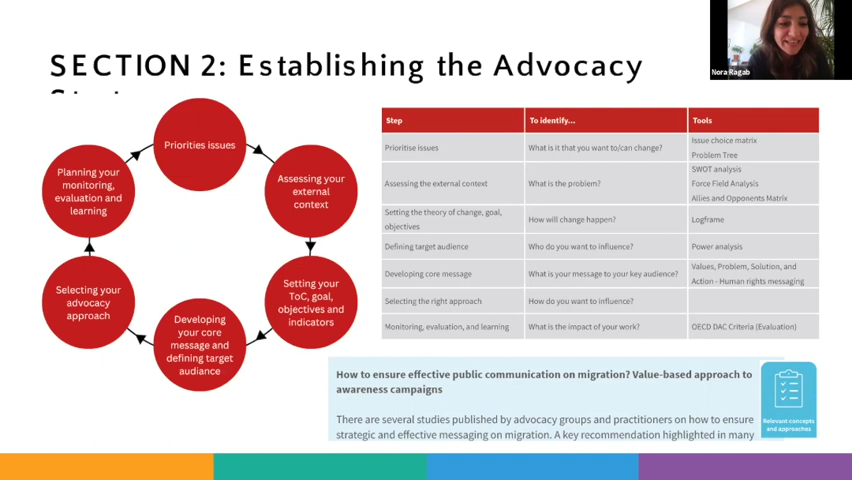 SECTION 2: Establishing the Advocacy
Nora Ragab
Priorities issues
Assessing your
external
context
Setting your
ToC, goal,
objectives and
indicators
Developing
your core
message and
defining target
audience
Selecting your
advocacy
approach
Planning your
monitoring,
evaluation and
learning
Step To identify... Tools
Prioritise issues What is it that you want to/can change? Issue choice matrix
Problem Tree
Assessing the external context What is the problem? SWOT analysis
Force Field Analysis
Allies and Opponents Matrix
Setting the theory of change, goal,
objectives How will change happen? Logframe
Defining target audience Who do you want to influence? Power analysis
Developing core message What is your message to your key audience? Values, Problem, Solution, and
Action - Human rights messaging
Selecting the right approach How do you want to influence?
Monitoring, evaluation, and learning What is the impact of your work? OECD DAC Criteria (Evaluation)
How to ensure effective public communication on migration? Value-based approach to
awareness campaigns
There are several studies published by advocacy groups and practitioners on how to ensure
strategic and effective messaging on migration. A key recommendation highlighted in many
Relevant concepts
and approaches